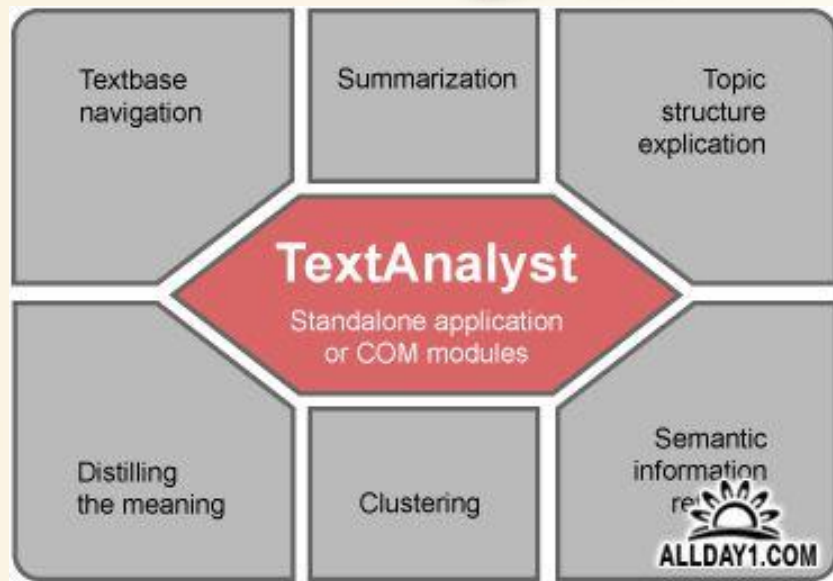 Textbase
navigation
Summarization
Topic
structure
explication
TextAnalyst
Standalone application
or COM modules
Distilling
the meaning
Clustering
Semantic
information
ALLDAY1.COM